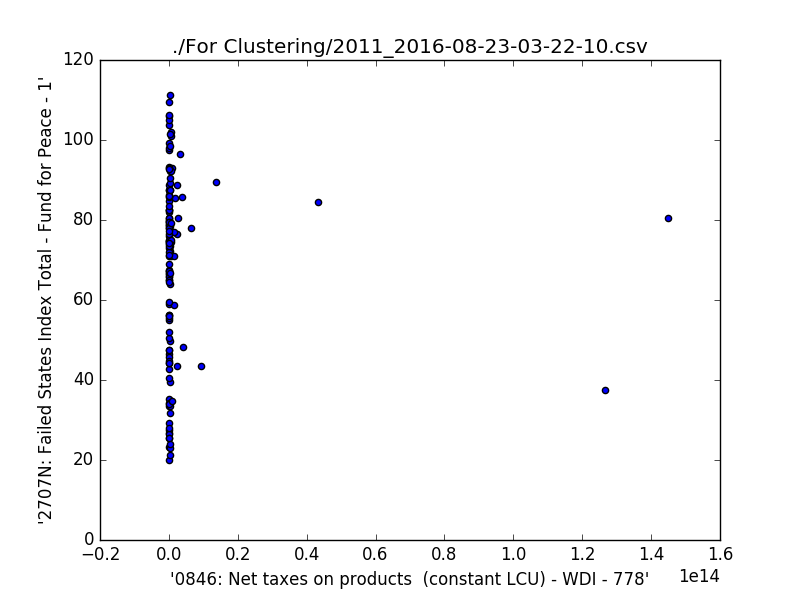 ./For Clustering/2011_2016-08-23-03-22-10.csv
120
100
80
60
40
20
0
'2707N: Failed States Index Total - Fund for Peace - 1'
−0.2 0.0 0.2 0.4 0.6 0.8 1.0 1.2 1.4 1.6
1e14
'0846: Net taxes on products  (constant LCU) - WDI - 778'